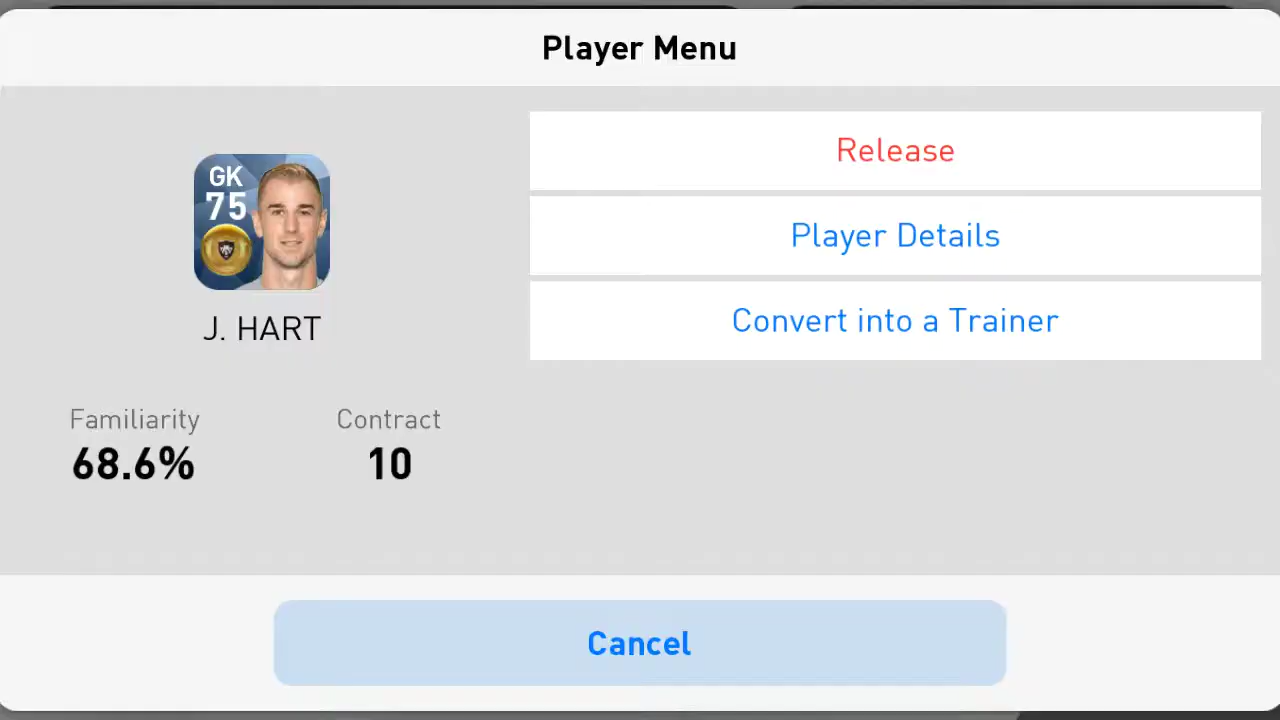 Player Menu
GK
75
J. HART
Familiarity
68.6%
Contract
10
Release
Player Details
Convert into a Trainer
Cancel